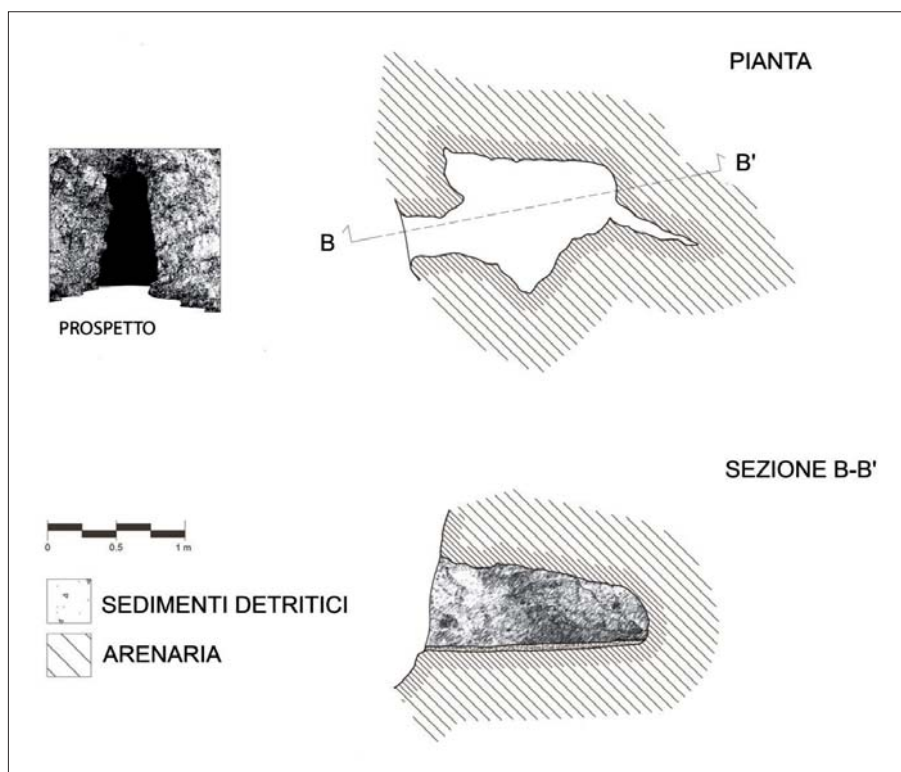 PIANTA
B'
B
PROSPETTO
SEZIONE B-B'
0 0.5 1 m
SEDIMENTI DETRITICI
ARENARIA